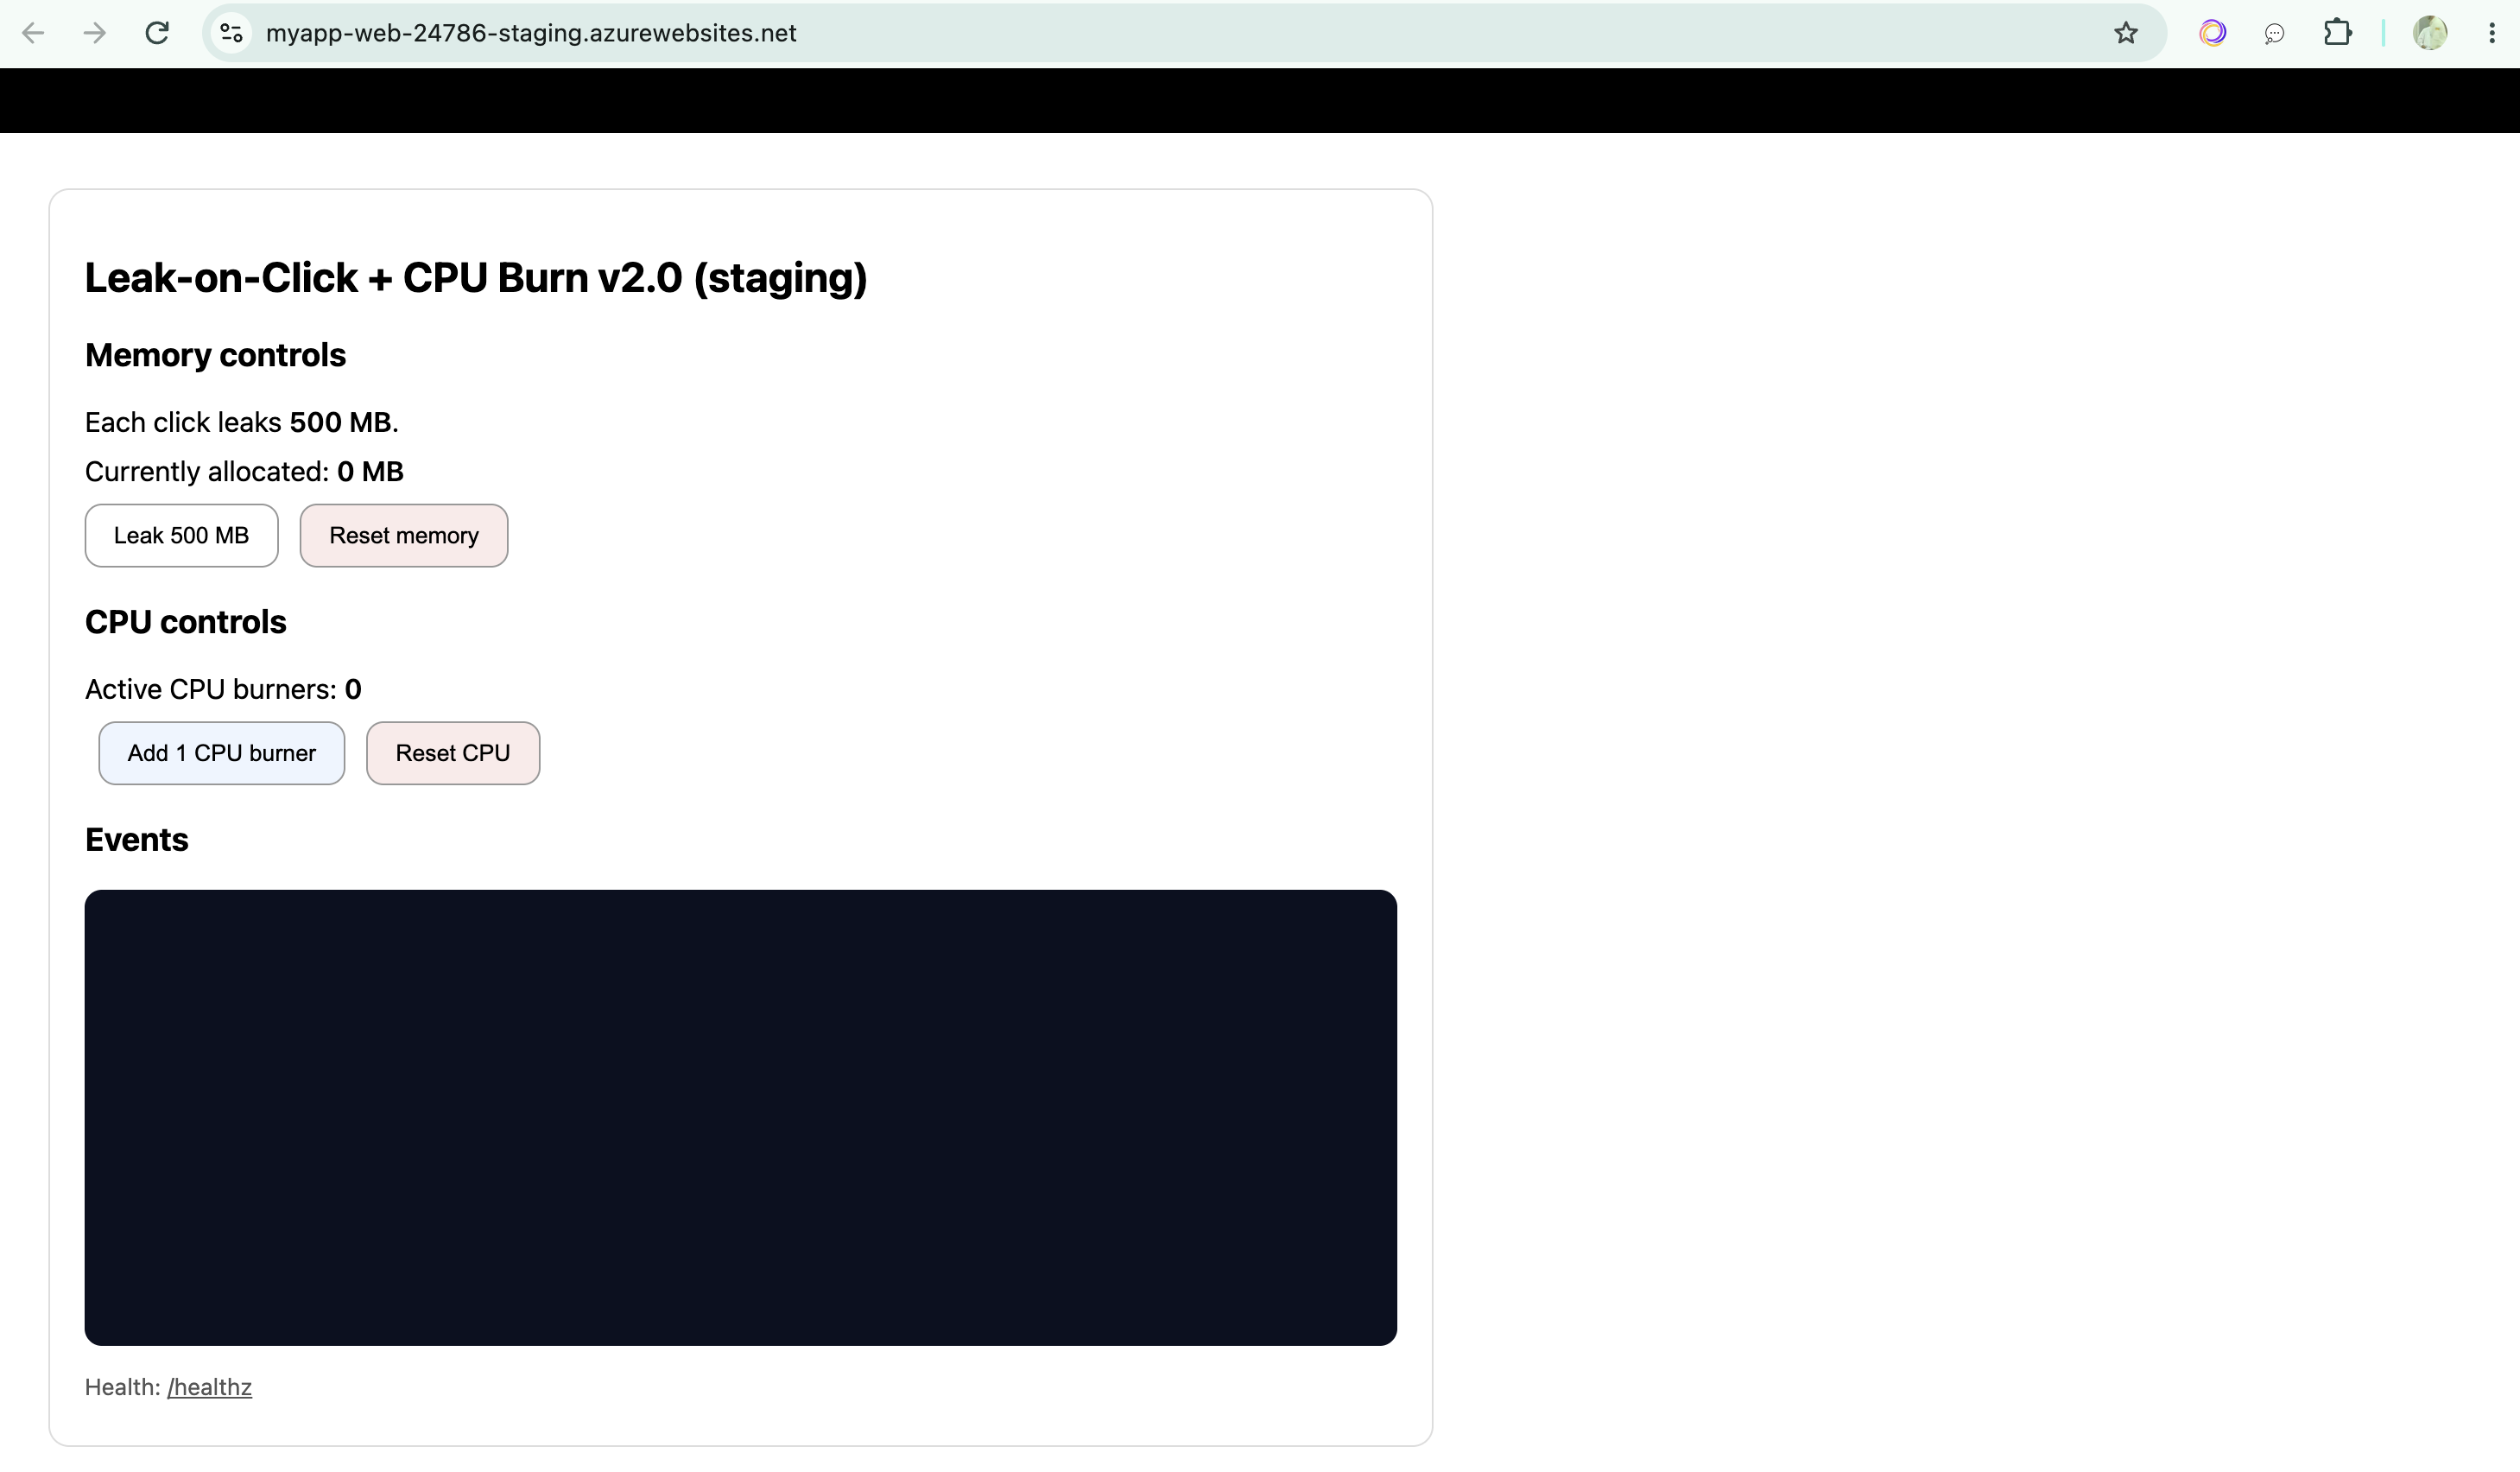 myapp-web-24786-staging.azurewebsites.net
Leak-on-Click + CPU Burn v2.0 (staging)
Memory controls
Each click leaks 500 MB.
Currently allocated: 0 MB
Leak 500 MB Reset memory
CPU controls
Active CPU burners: 0
Add 1 CPU burner Reset CPU
Events
Health: /healthz